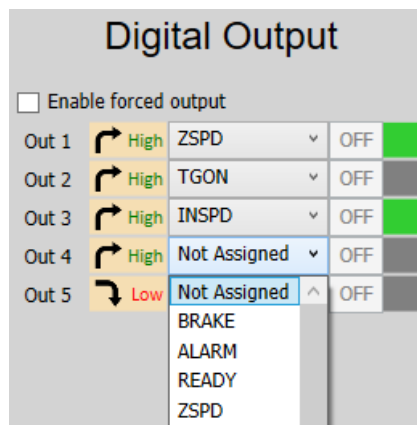 Digital Output
Enable forced output
Out 1 High ZSPD OFF
Out 2 High TGON OFF
Out 3 High INSPD OFF
Out 4 High Not Assigned OFF
Out 5 Low Not Assigned OFF
BRAKE
ALARM
READY
ZSPD